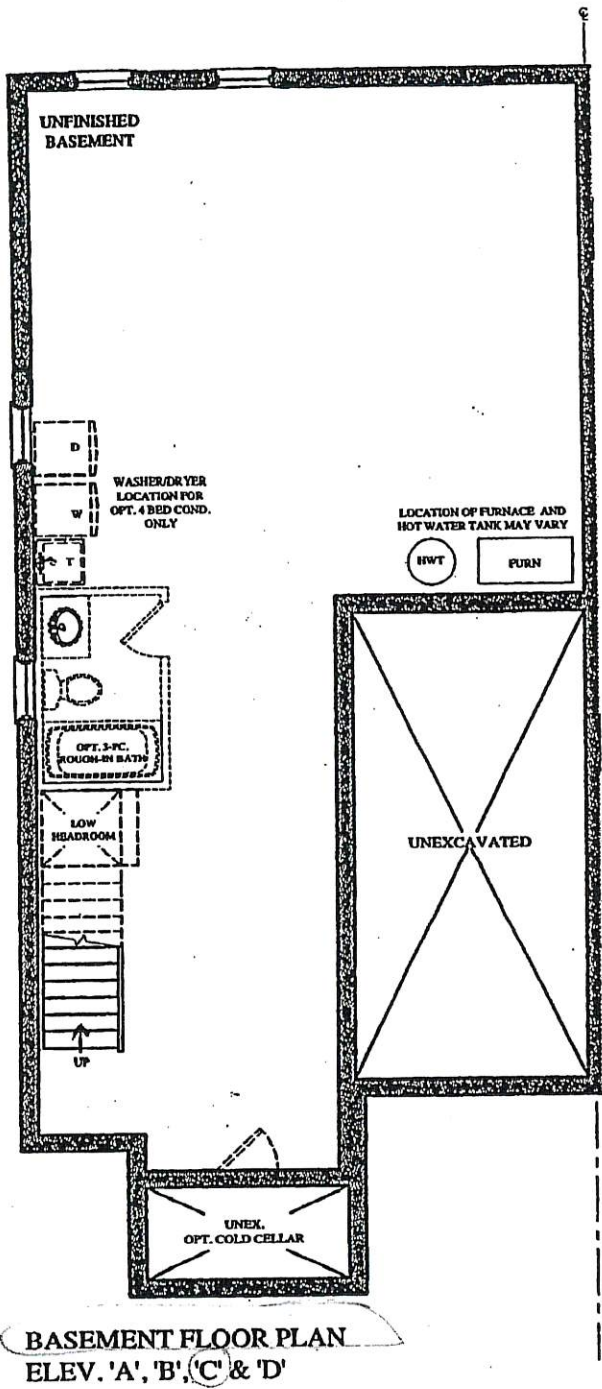 UNFINISHED
BASEMENT
D
WASHER/DRYER
LOCATION FOR
OPT. 4 BED COND.
ONLY
W
T
LOCATION OF FURNACE AND
HOT WATER TANK MAY VARY
HWT
FURN
OPT. 3-PC.
ROUGH-IN BATH
LOW
HEADROOM
UNEXCAVATED
UP
UNEX.
OPT. COLD CELLAR
BASEMENT FLOOR PLAN
ELEV. 'A', 'B', 'C' & 'D'